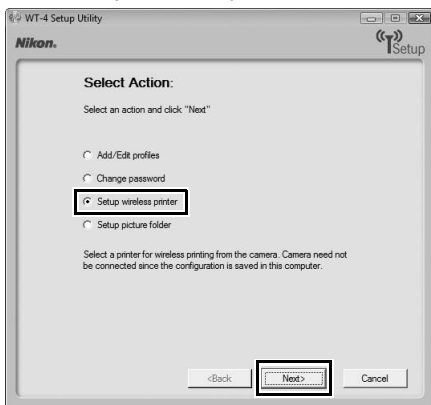 WT-4 Setup Utility
Nikon.
Setup
Select Action:
Select an action and click "Next"
Add/Edit profiles
Change password
Setup wireless printer
Setup picture folder
Select a printer for wireless printing from the camera. Camera need not
be connected since the configuration is saved in this computer.
<Back
Next>
Cancel